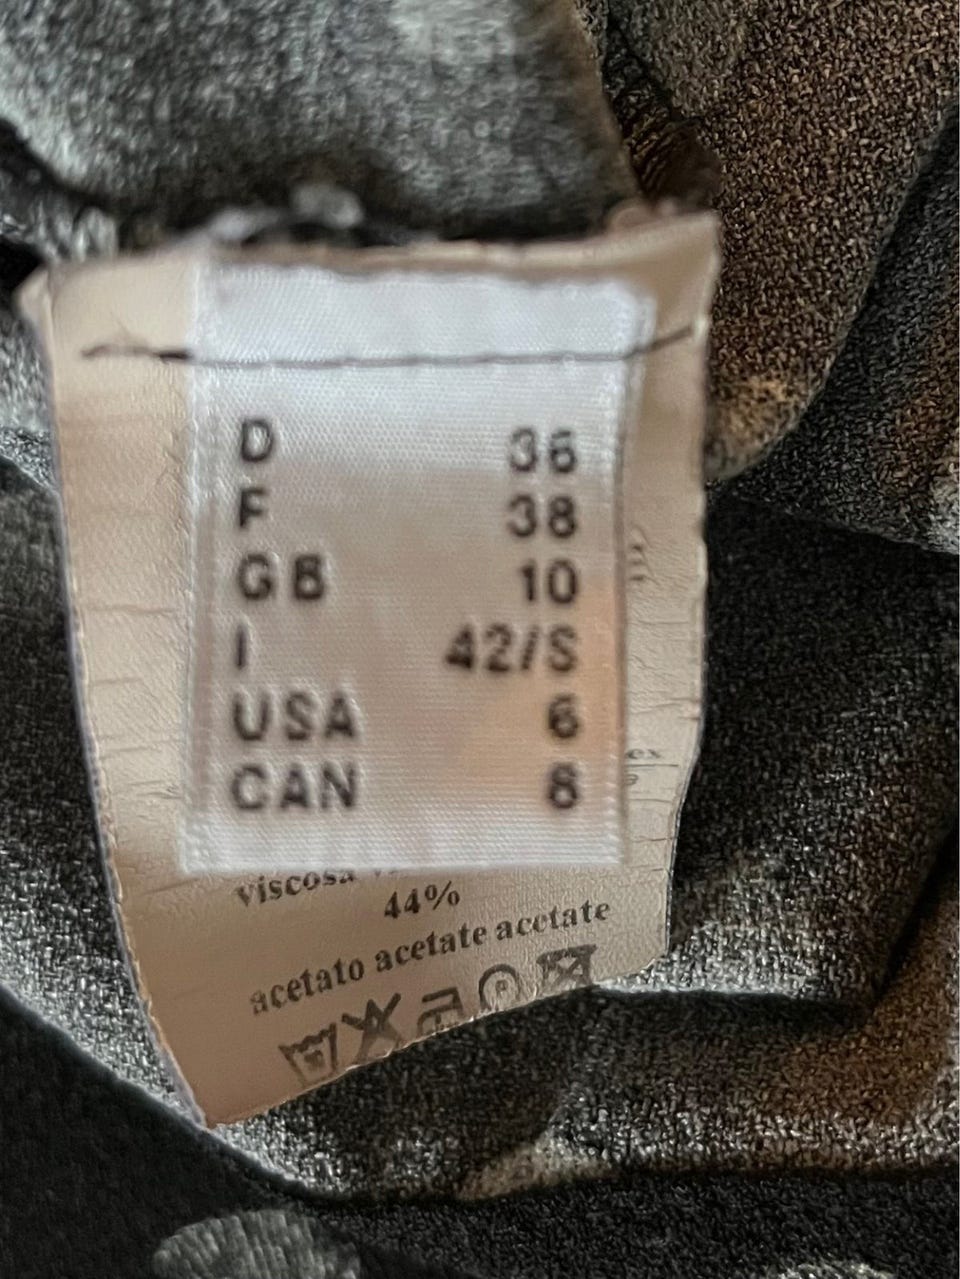 D 36
F 38
GB 10
I 42/S
USA 6
CAN 8
viscosa
44%
acetato acetate acetate
P